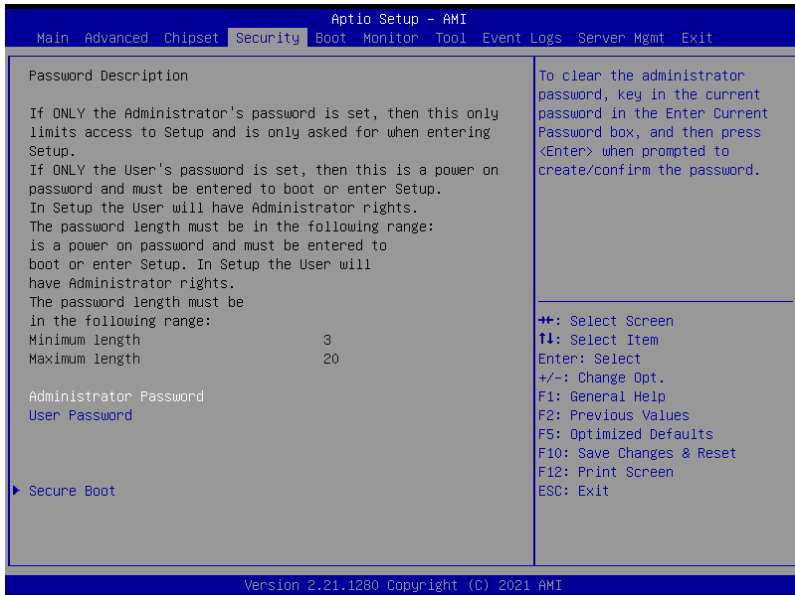 Aptio Setup - AMI
Main Advanced Chipset Security Boot Monitor Tool Event Logs Server Mgmt Exit
Password Description
If ONLY the Administrator's password is set, then this only
limits access to Setup and is only asked for when entering
Setup.
If ONLY the User's password is set, then this is a power on
password and must be entered to boot or enter Setup.
In Setup the User will have Administrator rights.
The password length must be in the following range:
is a power on password and must be entered to
boot or enter Setup. In Setup the User will
have Administrator rights.
The password length must be
in the following range:
Minimum length 3
Maximum length 20
Administrator Password
User Password
Secure Boot
To clear the administrator
password, key in the current
password in the Enter Current
Password box, and then press
<Enter> when prompted to
create/confirm the password.
→←: Select Screen
↑↓: Select Item
Enter: Select
+/-: Change Opt.
F1: General Help
F2: Previous Values
F5: Optimized Defaults
F10: Save Changes & Reset
F12: Print Screen
ESC: Exit
Version 2.21.1280 Copyright (C) 2021 AMI